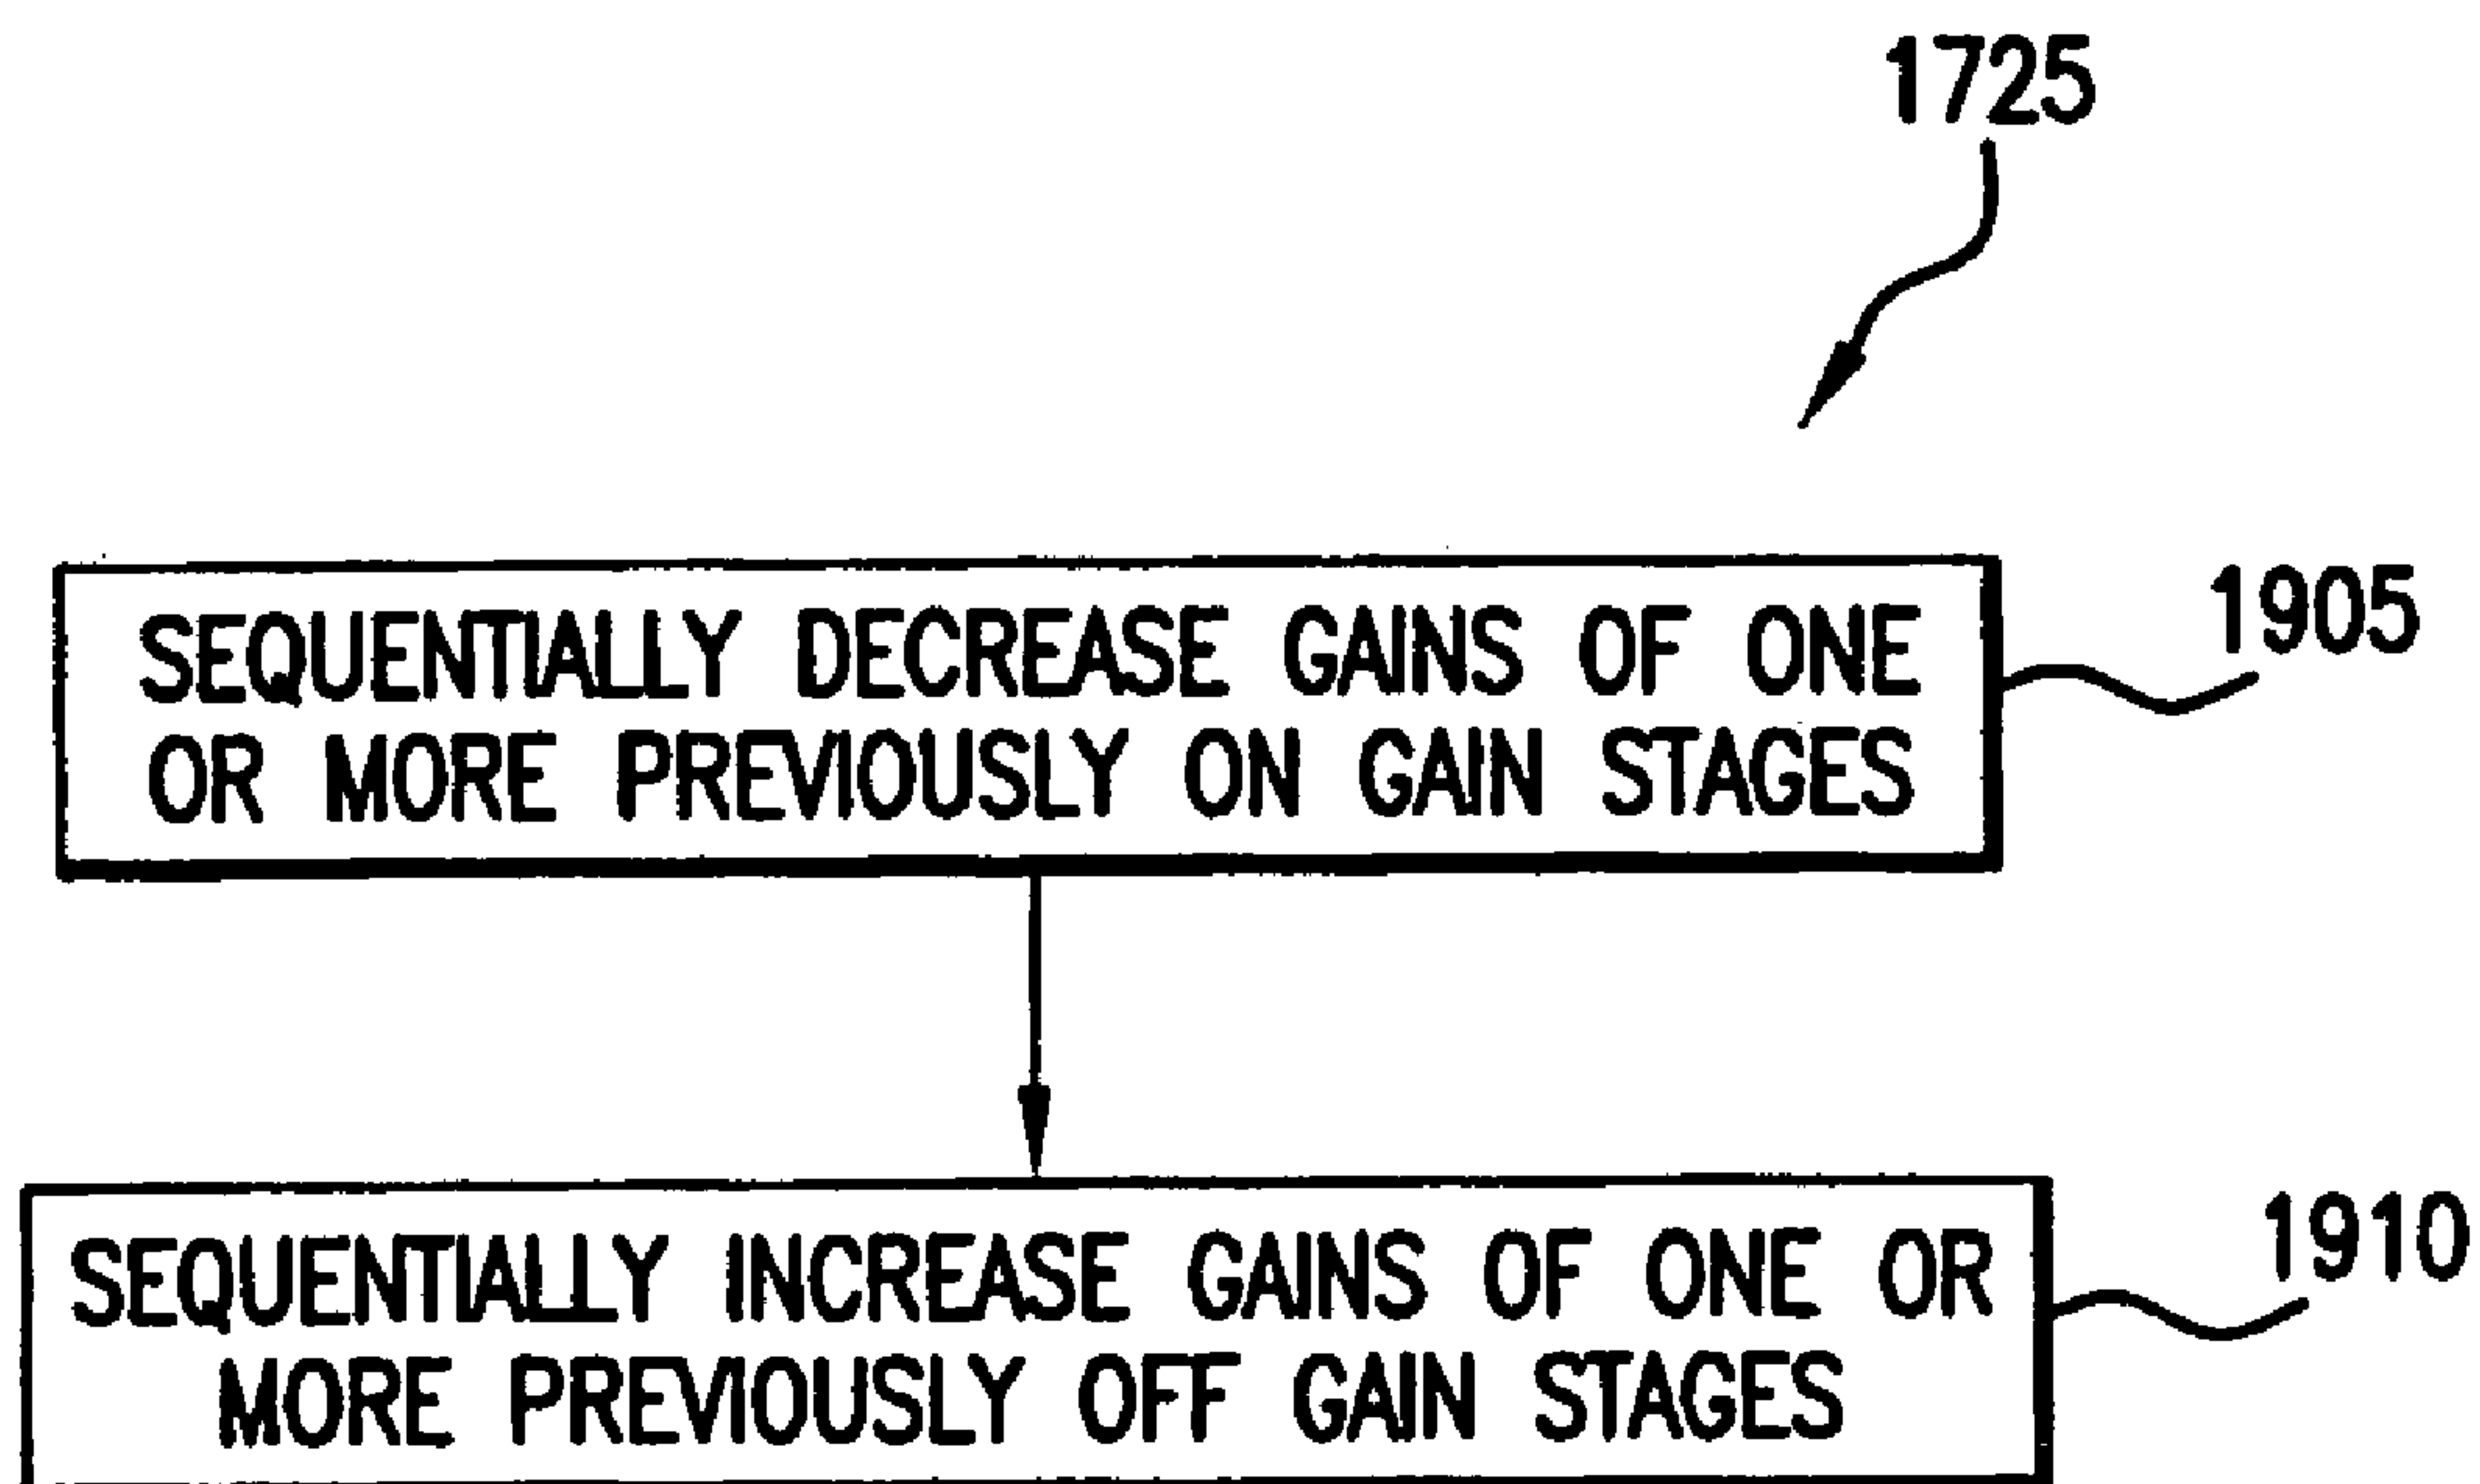 1725
SEQUENTIALLY DECREASE GAINS OF ONE
OR MORE PREVIOUSLY ON GAIN STAGES
1905
SEQUENTIALLY INCREASE GAINS OF ONE OR
MORE PREVIOUSLY OFF GAIN STAGES
1910